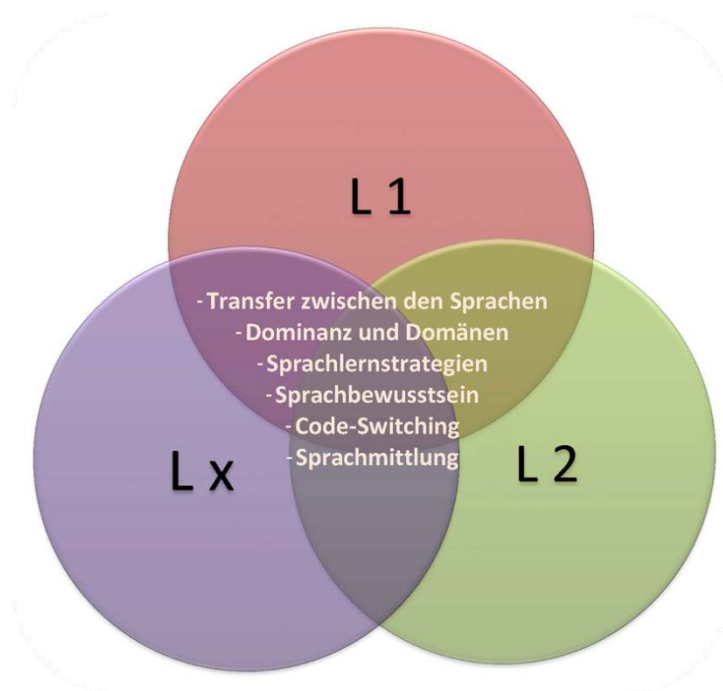 L 1
- Transfer zwischen den Sprachen
- Dominanz und Domänen
- Sprachlernstrategien
- Sprachbewusstsein
- Code-Switching
- Sprachmittlung
L x
L 2